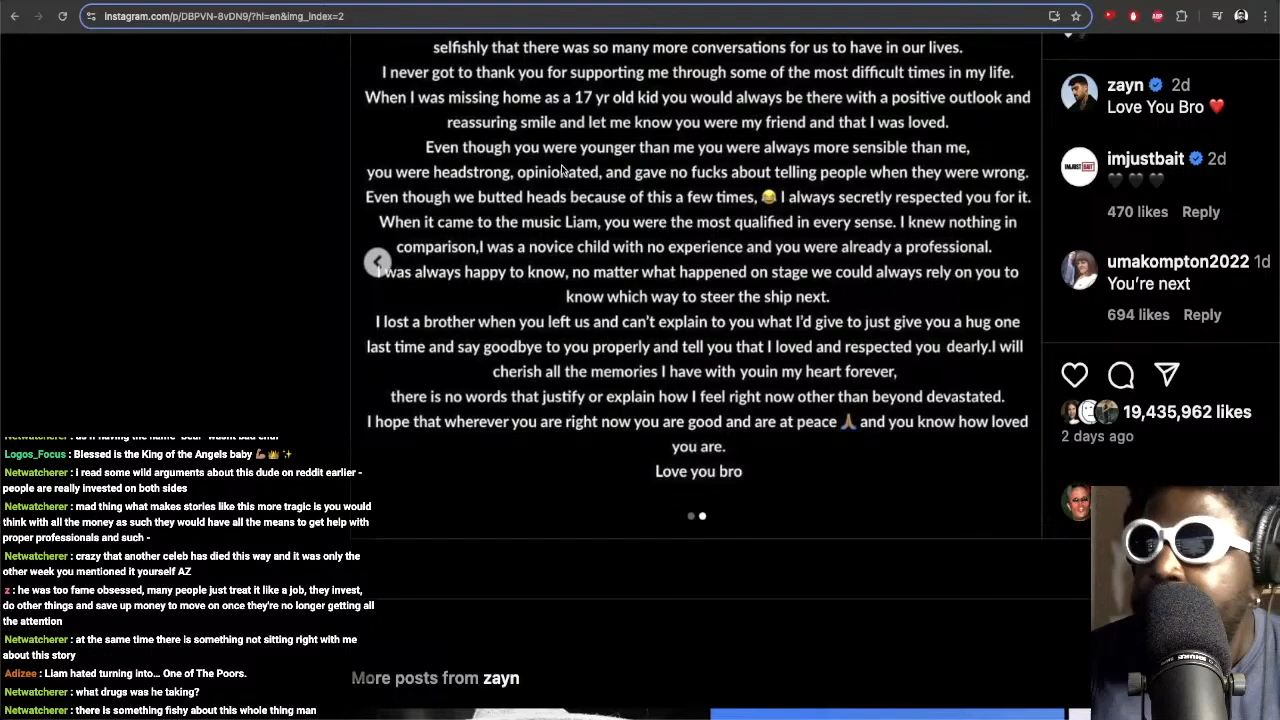 instagram.com/p/DBPVN-8vDN9/?hl=en&img_index=2
selfishly that there was so many more conversations for us to have in our lives.
I never got to thank you for supporting me through some of the most difficult times in my life.
When I was missing home as a 17 yr old kid you would always be there with a positive outlook and
reassuring smile and let me know you were my friend and that I was loved.
Even though you were younger than me you were always more sensible than me,
you were headstrong, opinionated, and gave no fucks about telling people when they were wrong.
Even though we butted heads because of this a few times, 😂 I always secretly respected you for it.
When it came to the music Liam, you were the most qualified in every sense. I knew nothing in
comparison,I was a novice child with no experience and you were already a professional.
I was always happy to know, no matter what happened on stage we could always rely on you to
know which way to steer the ship next.
I lost a brother when you left us and can't explain to you what I'd give to just give you a hug one
last time and say goodbye to you properly and tell you that I loved and respected you dearly.I will
cherish all the memories I have with youin my heart forever,
there is no words that justify or explain how I feel right now other than beyond devastated.
I hope that wherever you are right now you are good and are at peace 🙏🏽 and you know how loved
you are.
Love you bro
zayn 2d
Love You Bro ❤️
IMJUST BAIT
imjustbait 2d
🖤 🖤 🖤
470 likes Reply
umakompton2022 1d
You're next
694 likes Reply
19,435,962 likes
2 days ago
More posts from zayn
Logos_Focus : Blessed is the King of the Angels baby 💪🏽 👑 ✨
Netwatcherer : i read some wild arguments about this dude on reddit earlier -
people are really invested on both sides
Netwatcherer : mad thing what makes stories like this more tragic is you would
think with all the money as such they would have all the means to get help with
proper professionals and such -
Netwatcherer : crazy that another celeb has died this way and it was only the
other week you mentioned it yourself AZ
z : he was too fame obsessed, many people just treat it like a job, they invest,
do other things and save up money to move on once they're no longer getting all
the attention
Netwatcherer : at the same time there is something not sitting right with me
about this story
Adizee : Liam hated turning into... One of The Poors.
Netwatcherer : what drugs was he taking?
Netwatcherer : there is something fishy about this whole thing man